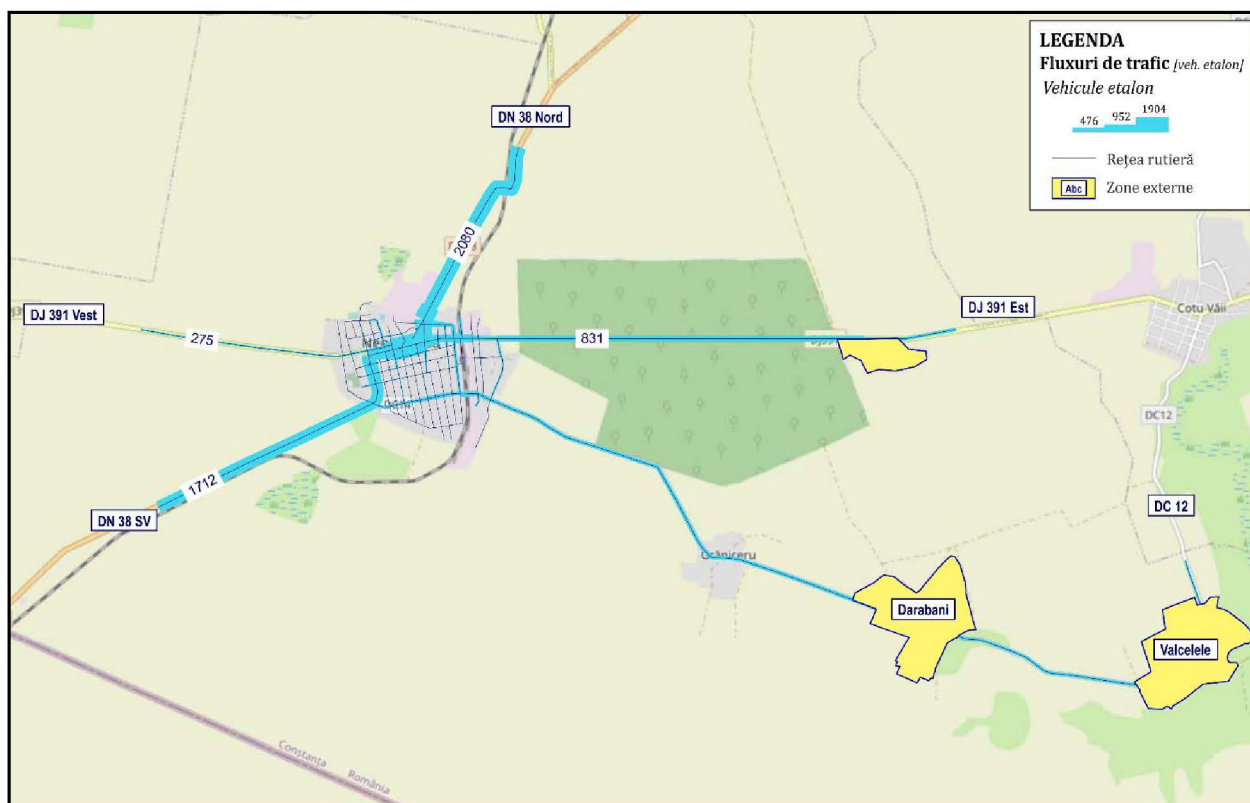 LEGENDA
Fluxuri de trafic [veh. etalon]
Vehicule etalon
476 952 1904
Rețea rutieră
Abc Zone externe
DN 38 Nord
2080
DJ 391 Vest
275
DJ 391 Est
831
Cotu Văii
DC12
1712
DN 38 SV
DC 12
Grăniceru
Darabani
Valcelele
Constanța
România